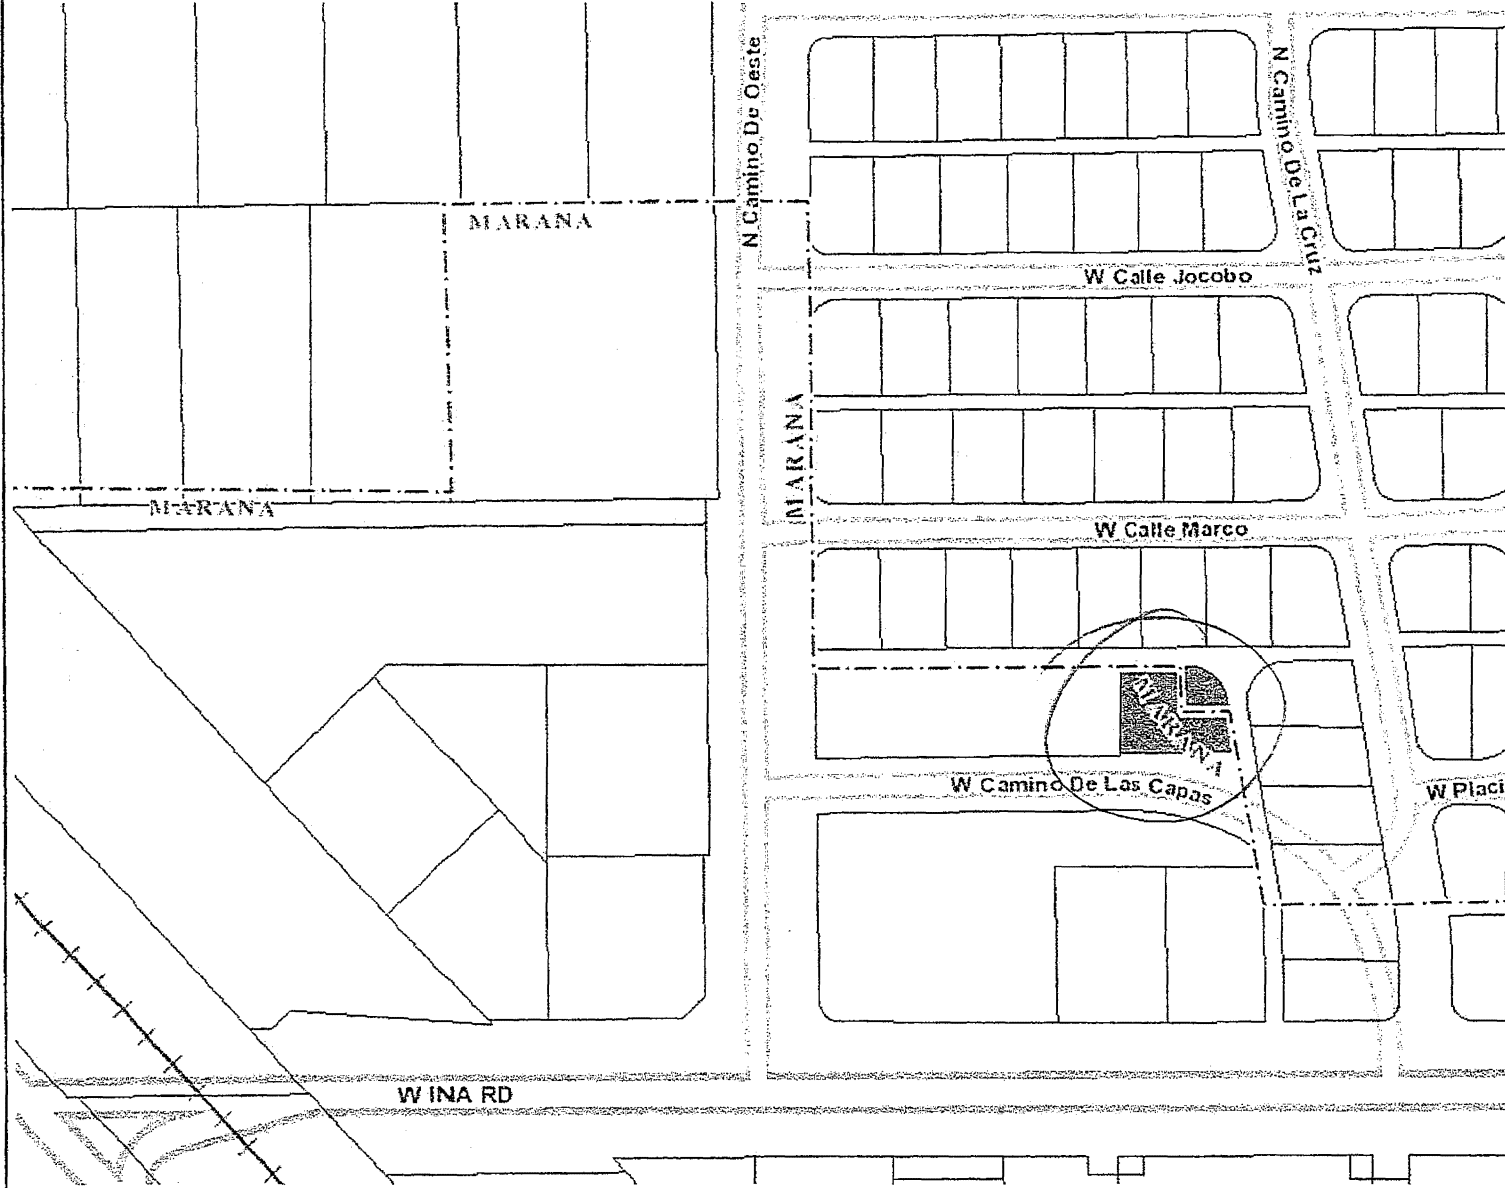 N Camino De Oeste
N Camino De La Cruz
MARANA
W Calle Jocobo
MARANA
MARANA
W Calle Marco
MARANA
W Camino De Las Capas
W Placi
W INA RD